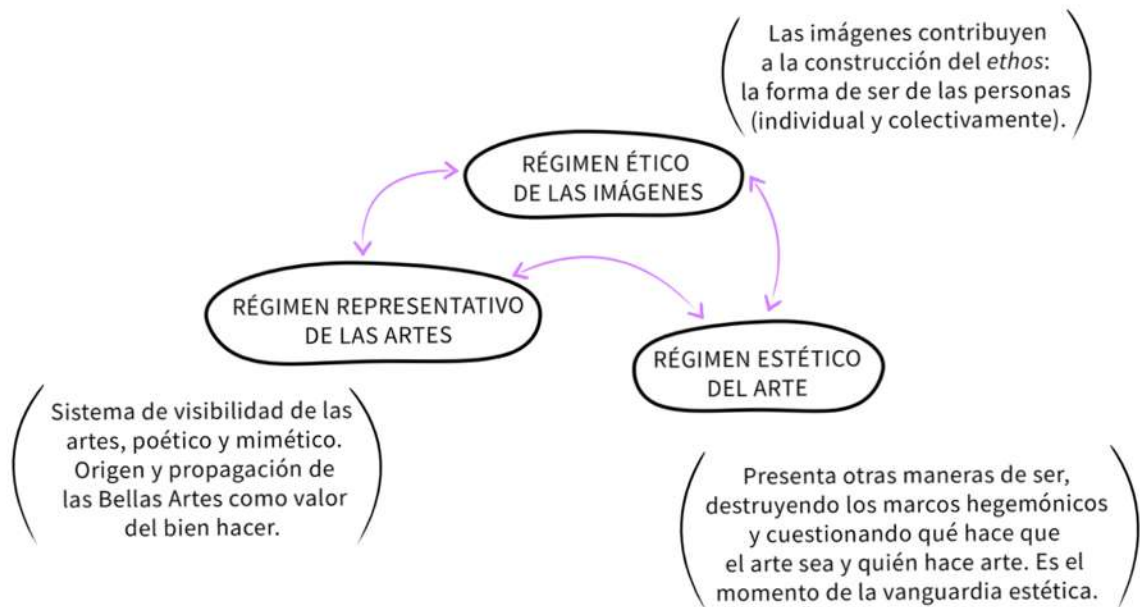 Las imágenes contribuyen
a la construcción del ethos:
la forma de ser de las personas
(individual y colectivamente).
RÉGIMEN ÉTICO
DE LAS IMÁGENES
RÉGIMEN REPRESENTATIVO
DE LAS ARTES
RÉGIMEN ESTÉTICO
DEL ARTE
Sistema de visibilidad de las
artes, poético y mimético.
Origen y propagación de
las Bellas Artes como valor
del bien hacer.
Presenta otras maneras de ser,
destruyendo los marcos hegemónicos
y cuestionando qué hace que
el arte sea y quién hace arte. Es el
momento de la vanguardia estética.